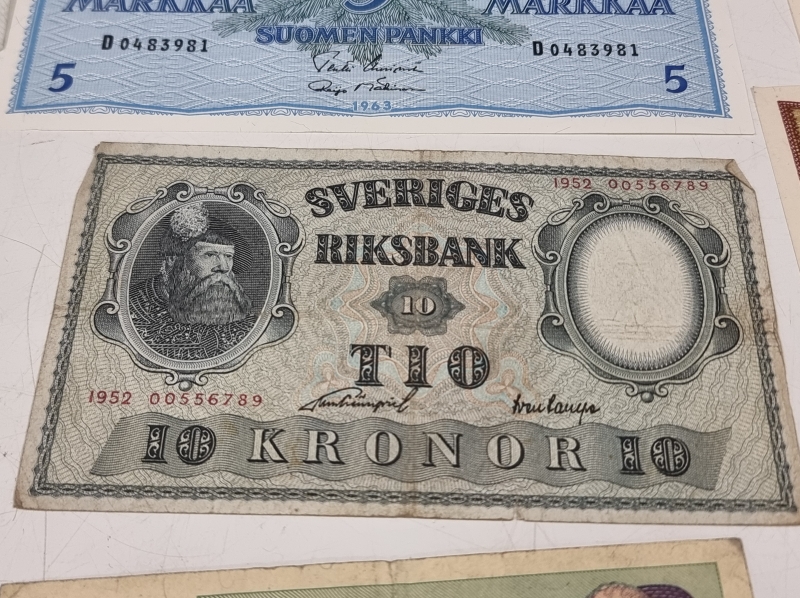 MARKKAA 5 MARKKAA
D0483981 SUOMEN PANKKI D0483981
5 5
1963
SVERIGES
1952 00556789
RIKSBANK
10
TIO
1952 00556789
10 KRONOR 10